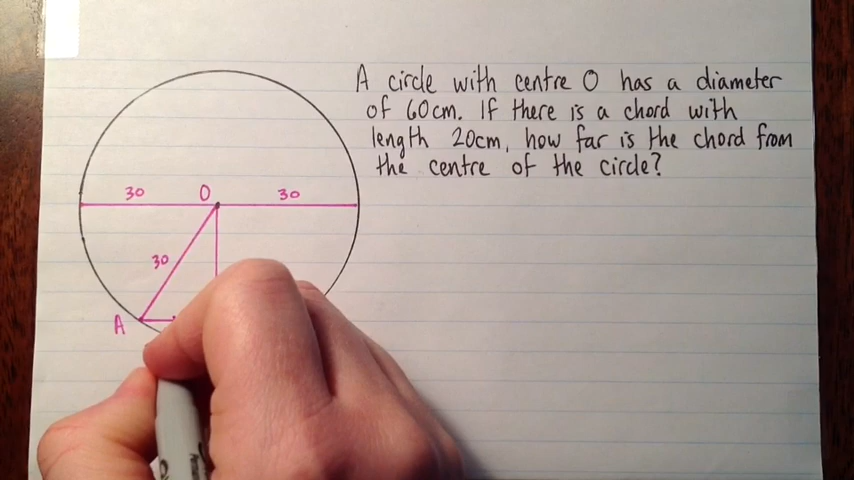 A circle with centre O has a diameter
of 60cm. If there is a chord with
length 20cm, how far is the chord from
the centre of the circle?
30 O 30
30
A